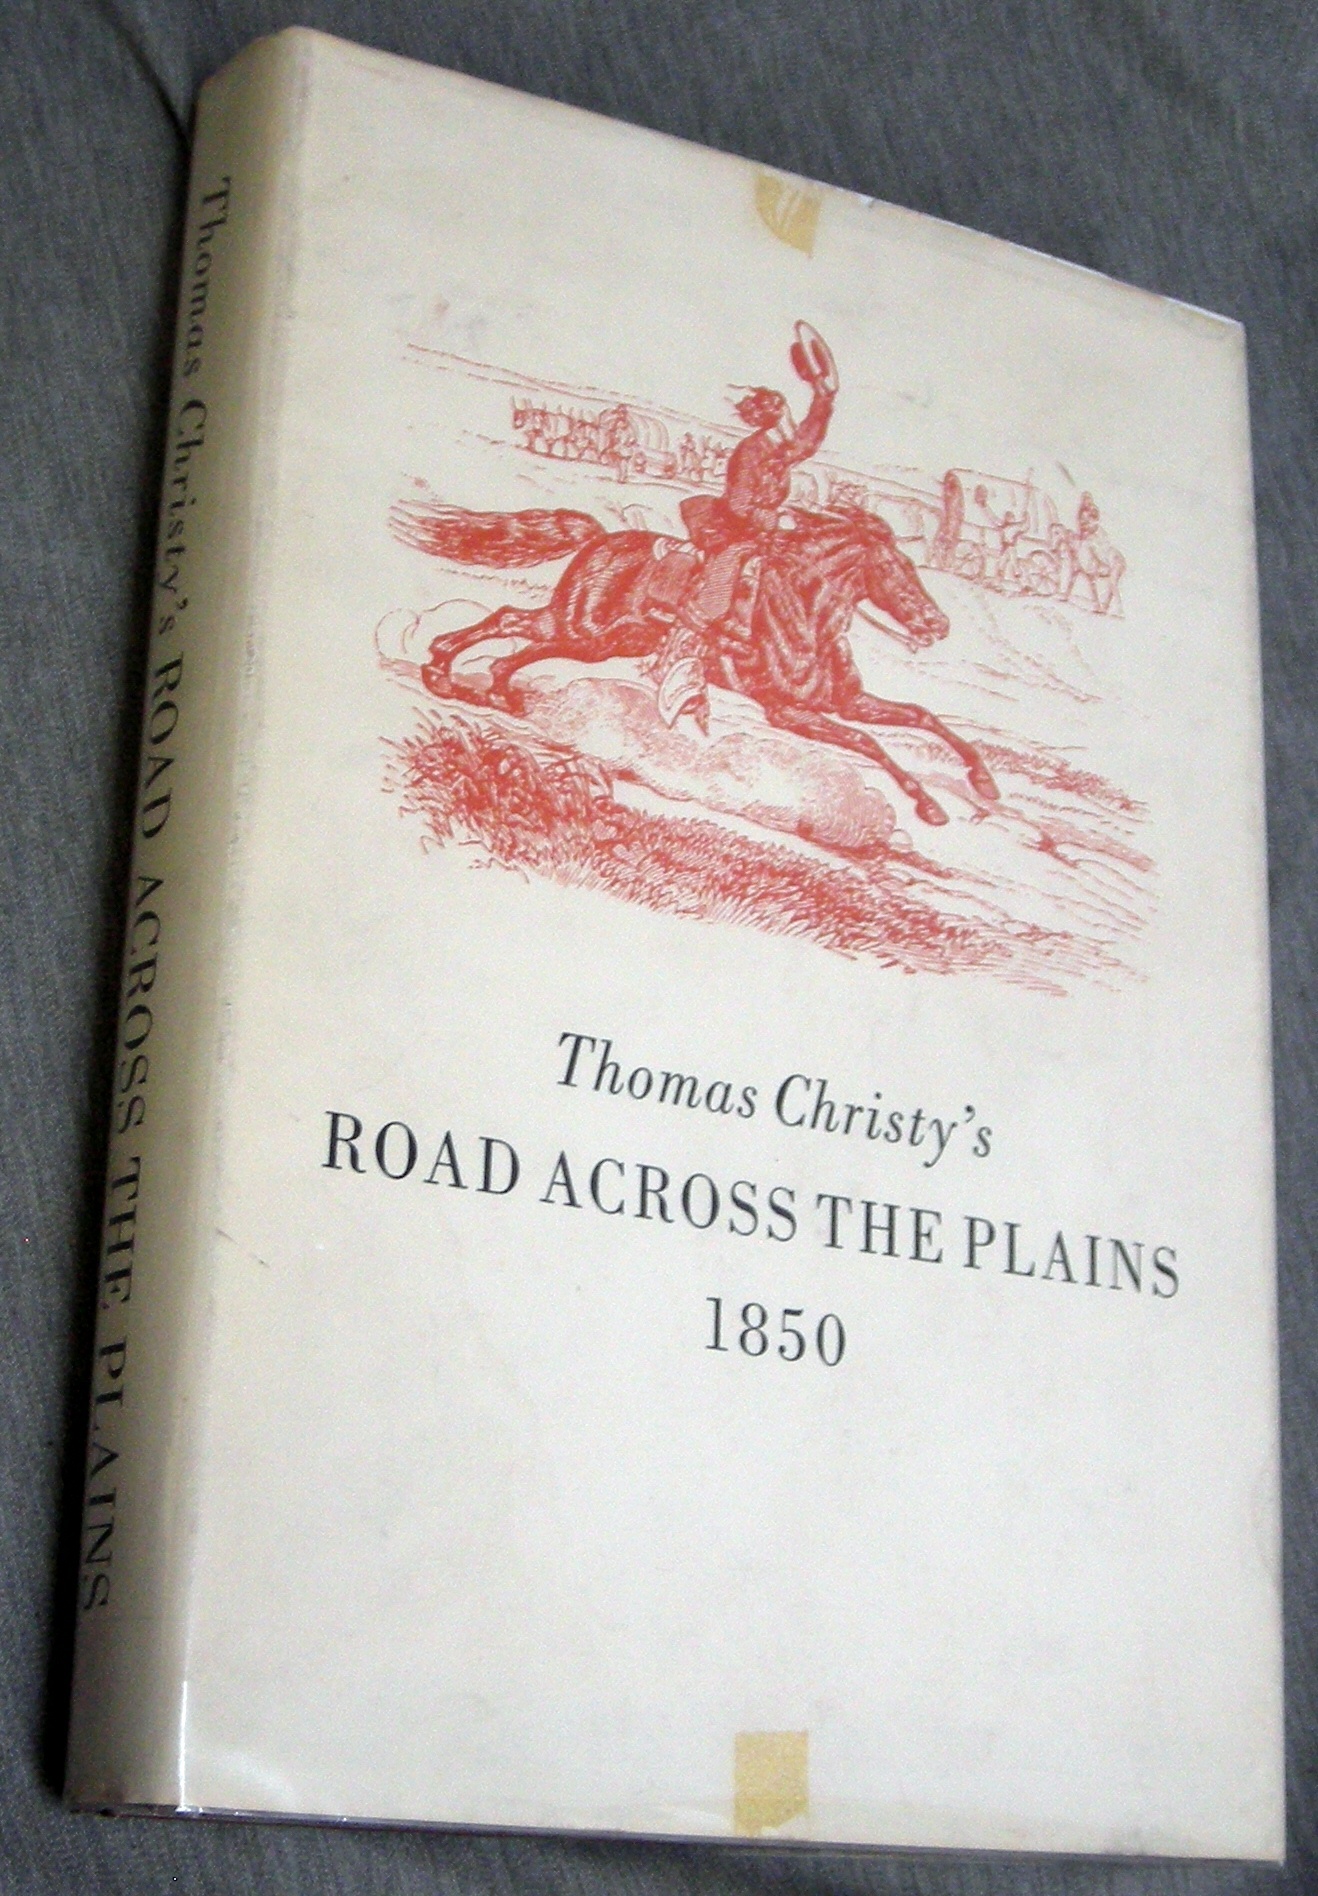 Thomas Christy's ROAD ACROSS THE PLAINS
Thomas Christy's
ROAD ACROSS THE PLAINS
1850